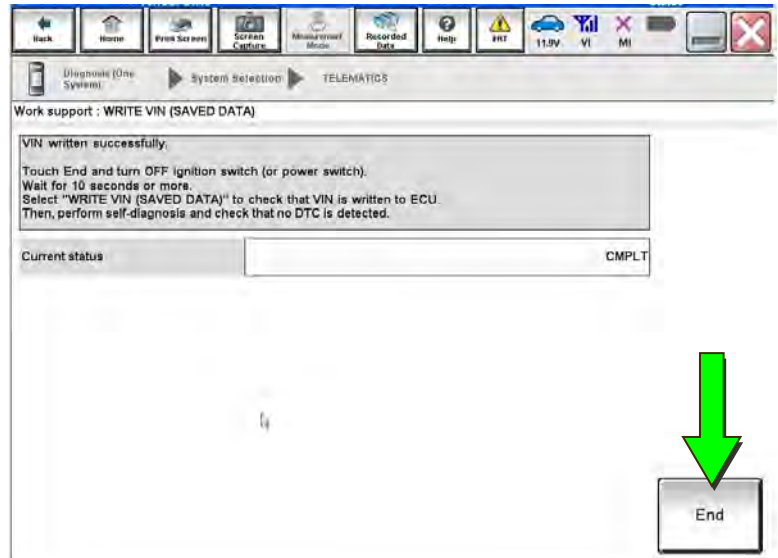 Back
Home
Print Screen
Screen
Capture
Measurement
Mode
Recorded
Data
Help
ERT
11.9V
VI
MI
Diagnosis (One
System)
System Selection
TELEMATICS
Work support : WRITE VIN (SAVED DATA)
VIN written successfully.
Touch End and turn OFF ignition switch (or power switch).
Wait for 10 seconds or more.
Select "WRITE VIN (SAVED DATA)" to check that VIN is written to ECU.
Then, perform self-diagnosis and check that no DTC is detected.
Current status
CMPLT
End